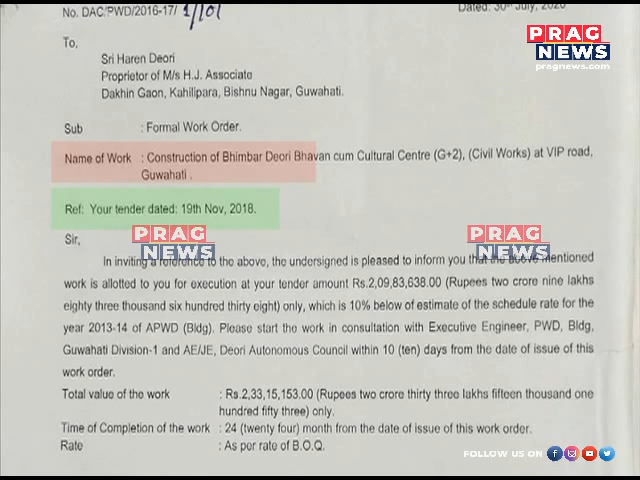 No. DAC/PWD/2016-17/ 1/101
Dated: 30th July, 2020
PRAG
NEWS
pragnews.com
To,
Sri Haren Deori
Proprietor of M/s H.J. Associate
Dakhin Gaon, Kahilipara, Bishnu Nagar, Guwahati.
Sub : Formal Work Order.
Name of Work : Construction of Bhimbar Deori Bhavan cum Cultural Centre (G+2), (Civil Works) at VIP road,
Guwahati .
Ref: Your tender dated: 19th Nov, 2018.
Sir,
PRAG
NEWS
PRAG
NEWS
In inviting a reference to the above, the undersigned is pleased to inform you that the above mentioned
work is allotted to you for execution at your tender amount Rs.2,09,83,638.00 (Rupees two crore nine lakhs
eighty three thousand six hundred thirty eight) only, which is 10% below of estimate of the schedule rate for the
year 2013-14 of APWD (Bldg). Please start the work in consultation with Executive Engineer, PWD, Bldg,
Guwahati Division-1 and AE/JE, Deori Autonomous Council within 10 (ten) days from the date of issue of this
work order.
Total value of the work : Rs.2,33,15,153.00 (Rupees two crore thirty three lakhs fifteen thousand one
hundred fifty three) only.
Time of Completion of the work : 24 (twenty four) month from the date of issue of this work order.
Rate : As per rate of B.O.Q.
FOLLOW US ON